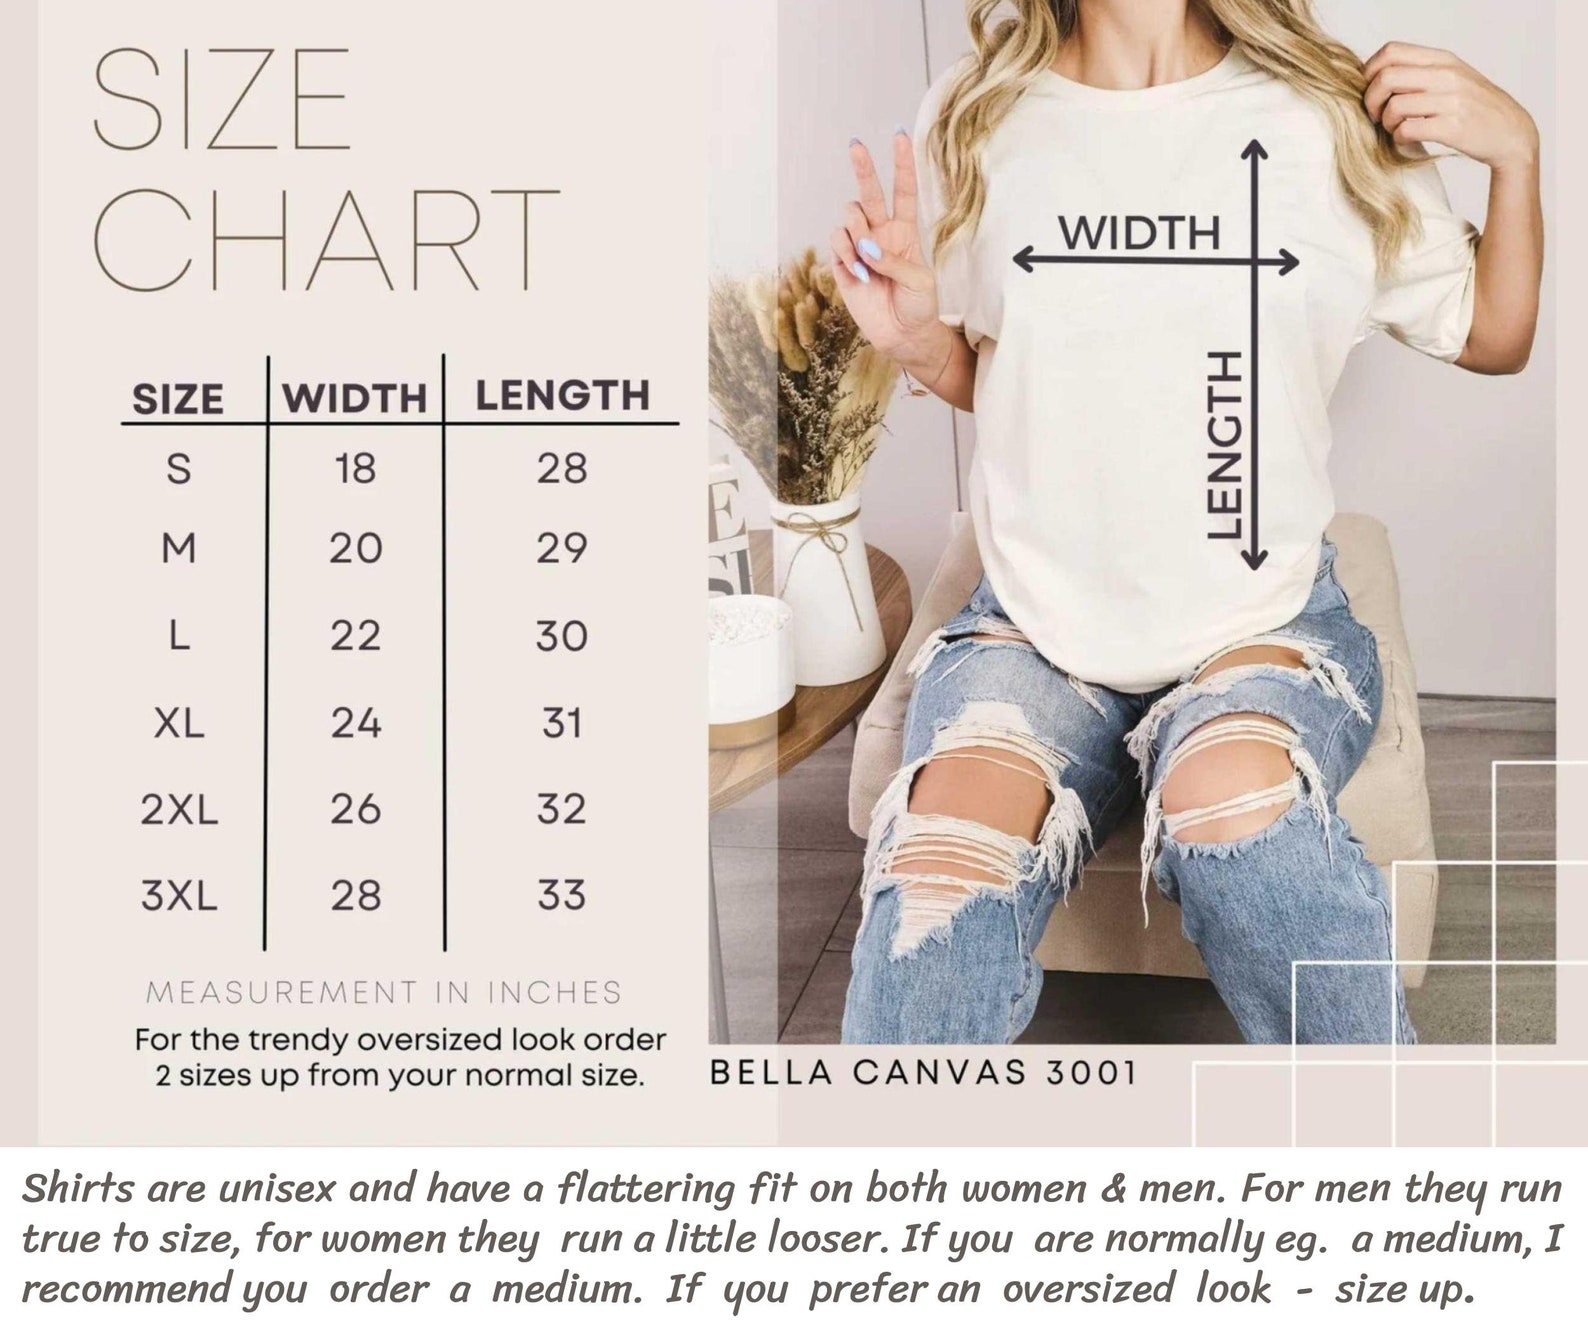 SIZE
CHART
SIZE WIDTH LENGTH
S 18 28
M 20 29
L 22 30
XL 24 31
2XL 26 32
3XL 28 33
MEASUREMENT IN INCHES
For the trendy oversized look order
2 sizes up from your normal size.
WIDTH
LENGTH
BELLA CANVAS 3001
Shirts are unisex and have a flattering fit on both women & men. For men they run
true to size, for women they run a little looser. If you are normally eg. a medium, I
recommend you order a medium. If you prefer an oversized look - size up.